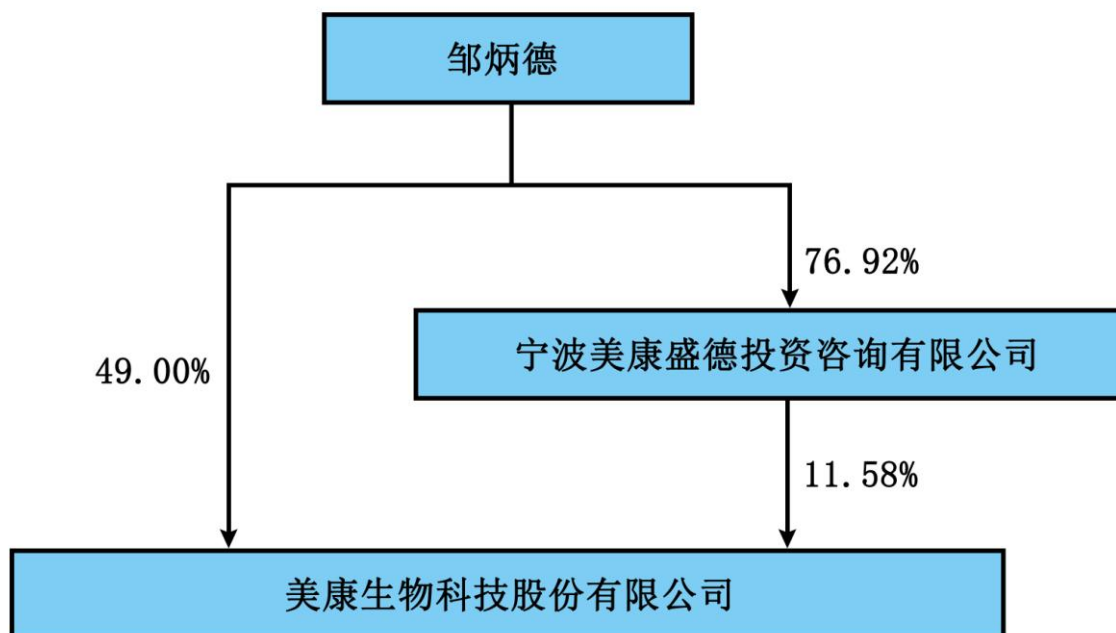 邹炳德
76.92%
宁波美康盛德投资咨询有限公司
49.00%
11.58%
美康生物科技股份有限公司